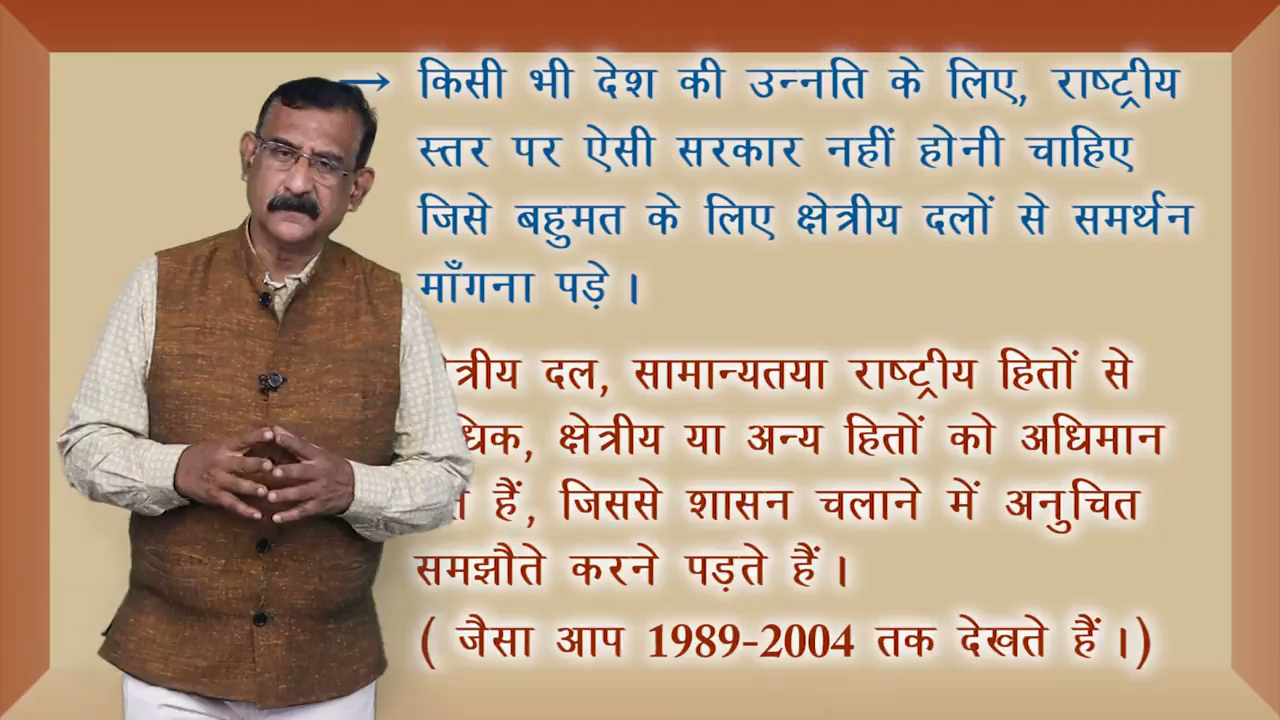 → किसी भी देश की उन्नति के लिए, राष्ट्रीय
स्तर पर ऐसी सरकार नहीं होनी चाहिए
जिसे बहुमत के लिए क्षेत्रीय दलों से समर्थन
माँगना पड़े ।
दल, सामान्यतया राष्ट्रीय हितों से
क्षेत्रीय या अन्य हितों को अधिमान
हैं, जिससे शासन चलाने में अनुचित
समझौते करने पड़ते हैं ।
( जैसा आप 1989-2004 तक देखते हैं ।)